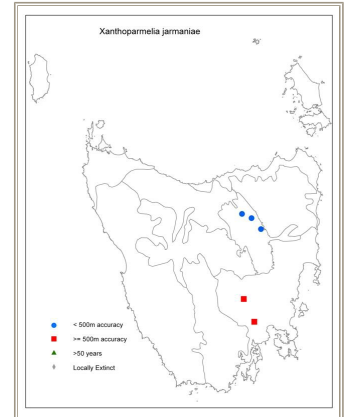 Xanthoparmelia jarmaniae
< 500m accuracy
>= 500m accuracy
>50 years
Locally Extinct